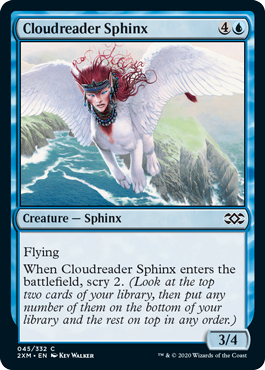 Cloudreader Sphinx 4
Creature — Sphinx
Flying
When Cloudreader Sphinx enters the
battlefield, scry 2. (Look at the top
two cards of your library, then put any
number of them on the bottom of your
library and the rest on top in any order.)
3/4
045/332 C
2XM • EN Kev Walker
™ & © 2020 Wizards of the Coast